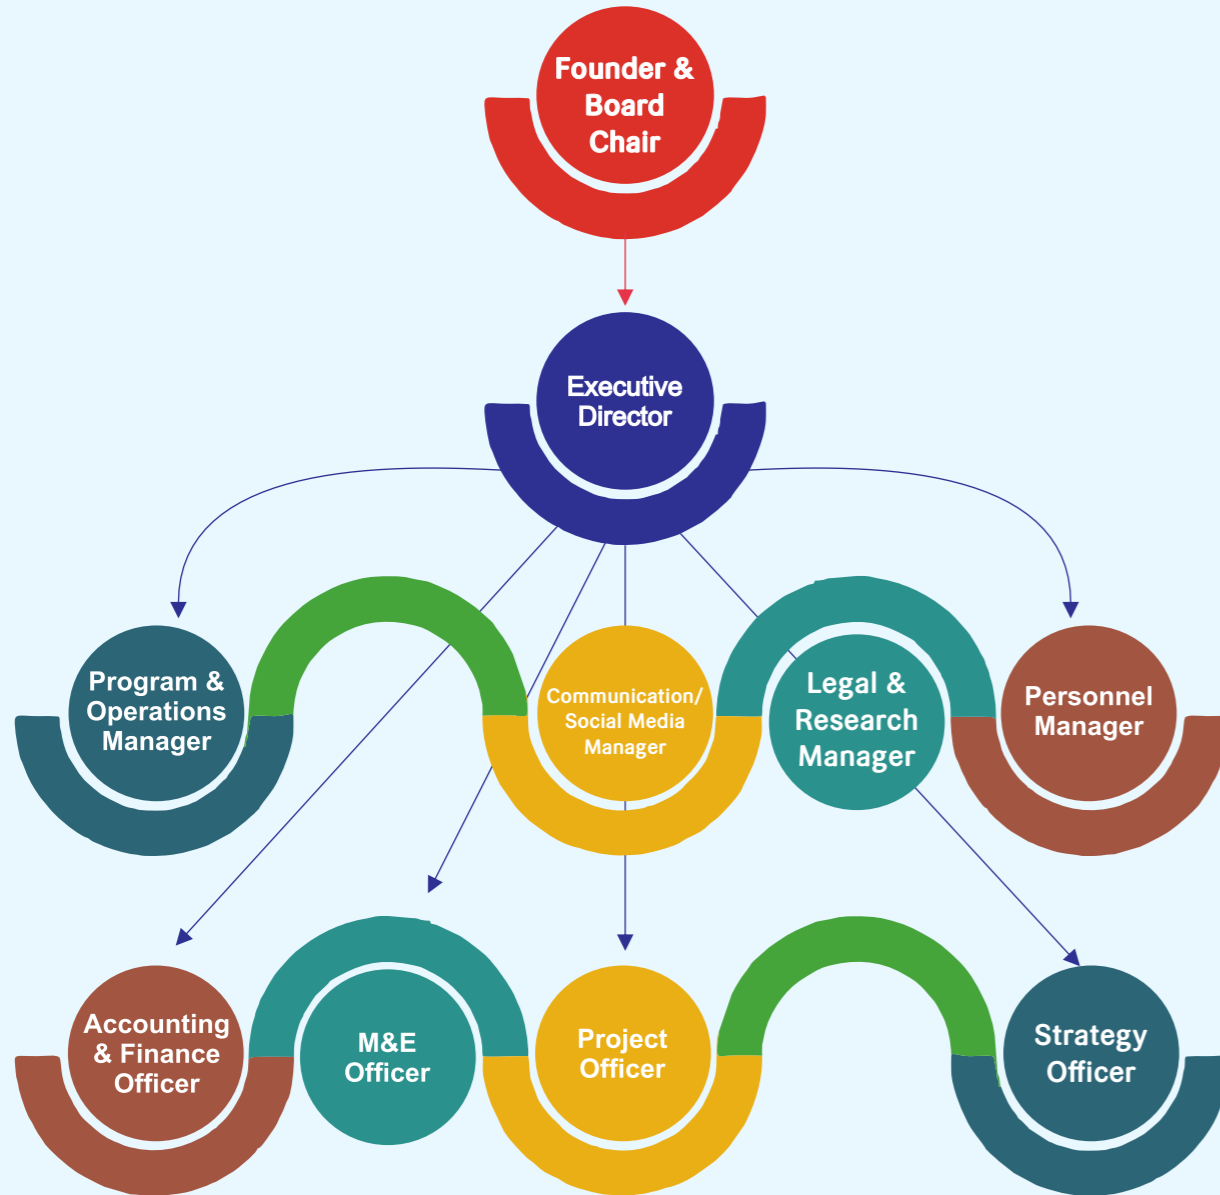 Founder &
Board
Chair
Executive
Director
Program &
Operations
Manager
Communication/
Social Media
Manager
Legal &
Research
Manager
Personnel
Manager
Accounting
& Finance
Officer
M&E
Officer
Project
Officer
Strategy
Officer